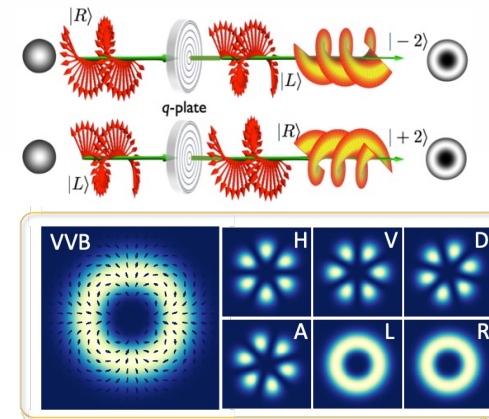 |R⟩
|L⟩
|−2⟩
q-plate
|R⟩
|+2⟩
|L⟩
VVB
H
V
D
A
L
R